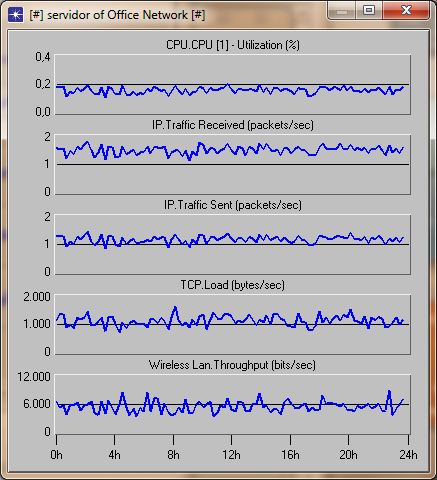 [#] servidor of Office Network [#]
CPU.CPU [1] - Utilization (%)
0,4
0,2
0,0
IP.Traffic Received (packets/sec)
2
1
0
IP.Traffic Sent (packets/sec)
2
1
0
TCP.Load (bytes/sec)
2.000
1.000
0
Wireless Lan.Throughput (bits/sec)
12.000
6.000
0
0h 4h 8h 12h 16h 20h 24h